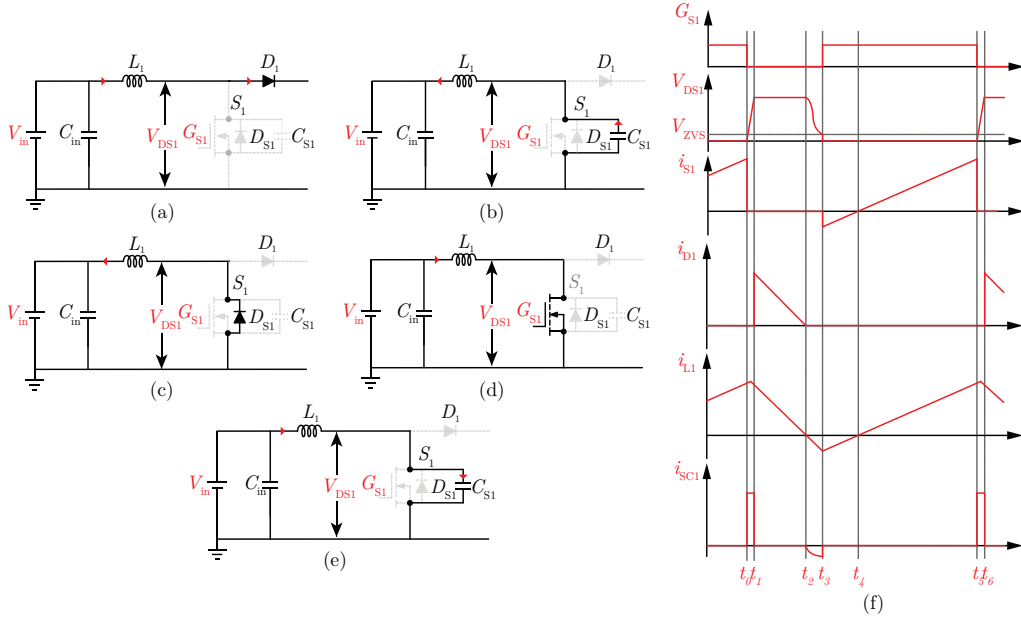 L1
D1
S1
Vin
Cin
VDS1
GS1
DS1
CS1
(a)
L1
D1
S1
Vin
Cin
VDS1
GS1
DS1
CS1
(b)
L1
D1
S1
Vin
Cin
VDS1
GS1
DS1
CS1
(c)
L1
D1
S1
Vin
Cin
VDS1
GS1
DS1
CS1
(d)
L1
D1
S1
Vin
Cin
VDS1
GS1
DS1
CS1
(e)
GS1
VDS1
VZVS
iS1
iD1
iL1
iSC1
t0 t1 t2 t3 t4 t5 t6
(f)